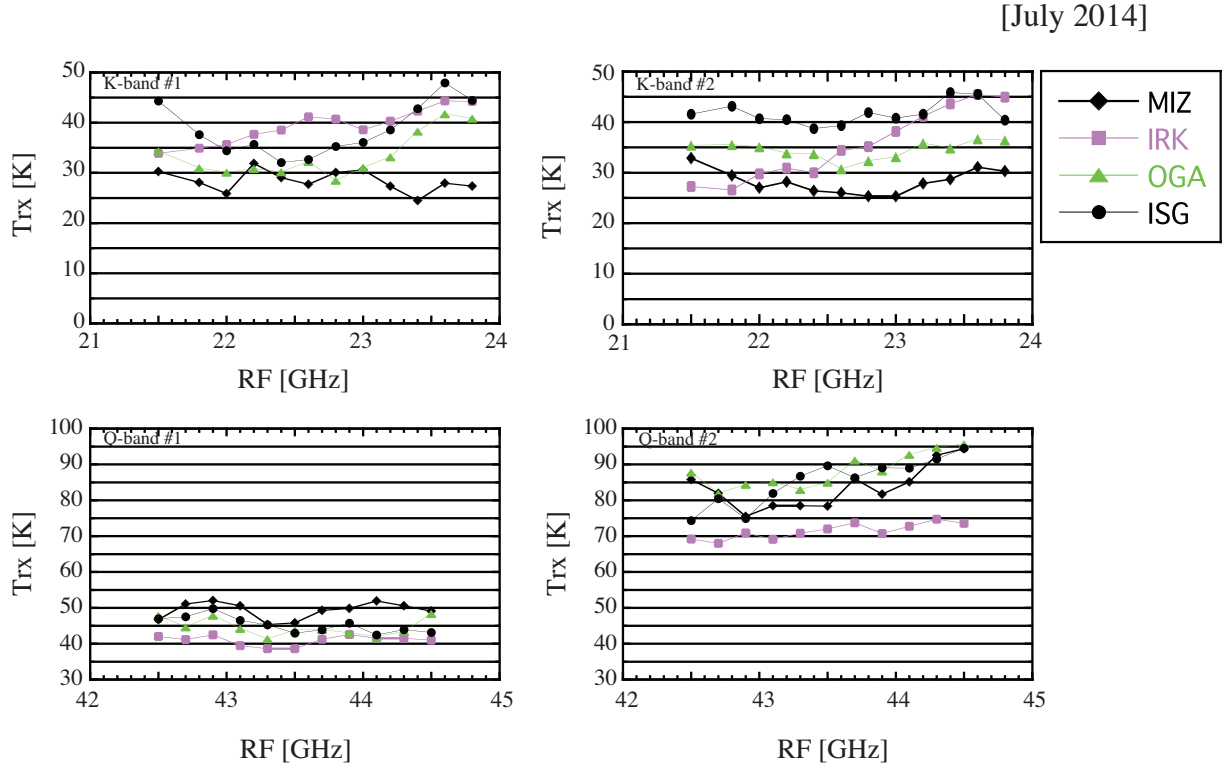 [July 2014]
K-band #1
50
40
30
20
10
0
Trx [K]
21
22
23
24
RF [GHz]
K-band #2
50
40
30
20
10
0
Trx [K]
21
22
23
24
RF [GHz]
MIZ
IRK
OGA
ISG
Q-band #1
100
90
80
70
60
50
40
30
Trx [K]
42
43
44
45
RF [GHz]
Q-band #2
100
90
80
70
60
50
40
30
Trx [K]
42
43
44
45
RF [GHz]